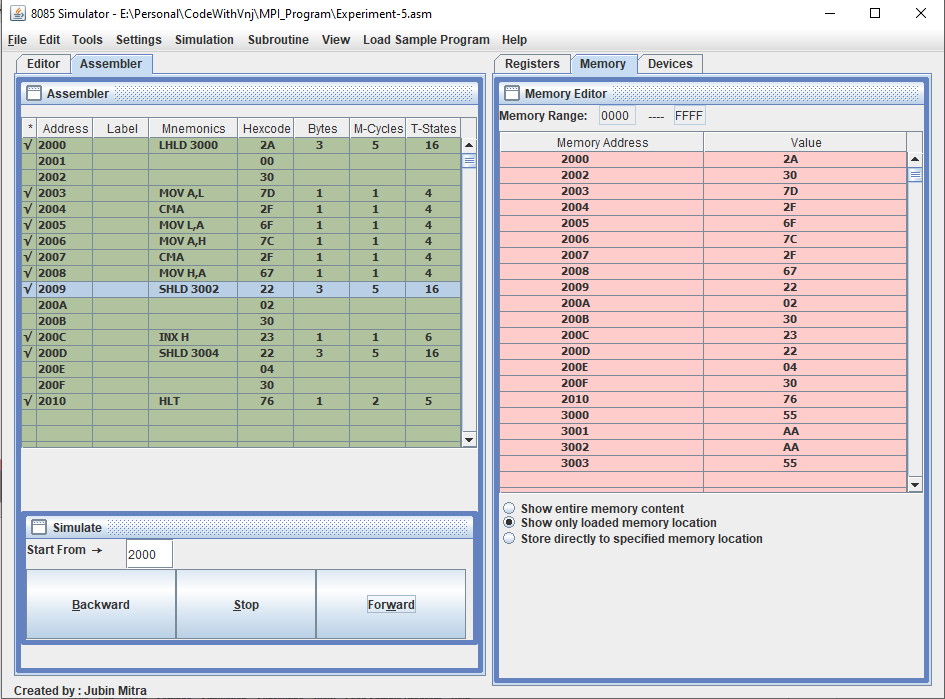 8085 Simulator - E:\Personal\CodeWithVnj\MPI_Program\Experiment-5.asm
File Edit Tools Settings Simulation Subroutine View Load Sample Program Help
Editor Assembler
Assembler
* Address Label Mnemonics Hexcode Bytes M-Cycles T-States
√ 2000 LHLD 3000 2A 3 5 16
2001 00
2002 30
√ 2003 MOV A,L 7D 1 1 4
√ 2004 CMA 2F 1 1 4
√ 2005 MOV L,A 6F 1 1 4
√ 2006 MOV A,H 7C 1 1 4
√ 2007 CMA 2F 1 1 4
√ 2008 MOV H,A 67 1 1 4
√ 2009 SHLD 3002 22 3 5 16
200A 02
200B 30
√ 200C INX H 23 1 1 6
√ 200D SHLD 3004 22 3 5 16
200E 04
200F 30
√ 2010 HLT 76 1 2 5
Simulate
Start From → 2000
Backward Stop Forward
Created by : Jubin Mitra
Registers Memory Devices
Memory Editor
Memory Range: 0000 ---- FFFF
Memory Address Value
2000 2A
2002 30
2003 7D
2004 2F
2005 6F
2006 7C
2007 2F
2008 67
2009 22
200A 02
200B 30
200C 23
200D 22
200E 04
200F 30
2010 76
3000 55
3001 AA
3002 AA
3003 55
Show entire memory content
Show only loaded memory location
Store directly to specified memory location